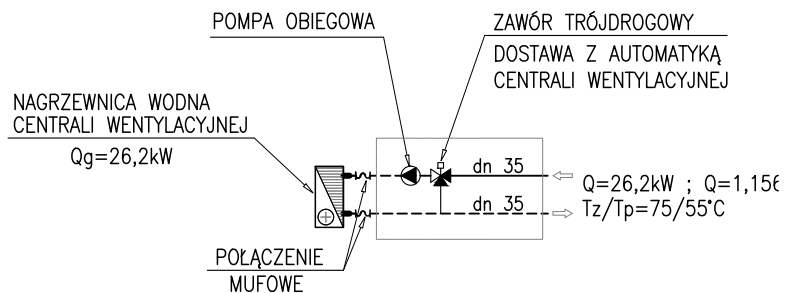 POMPA OBIEGOWA
ZAWÓR TRÓJDROGOWY
DOSTAWA Z AUTOMATYKĄ
CENTRALI WENTYLACYJNEJ
NAGRZEWNICA WODNA
CENTRALI WENTYLACYJNEJ
Qg=26,2kW
dn 35
Q=26,2kW ; Q=1,156
dn 35
Tz/Tp=75/55°C
POŁĄCZENIE
MUFOWE